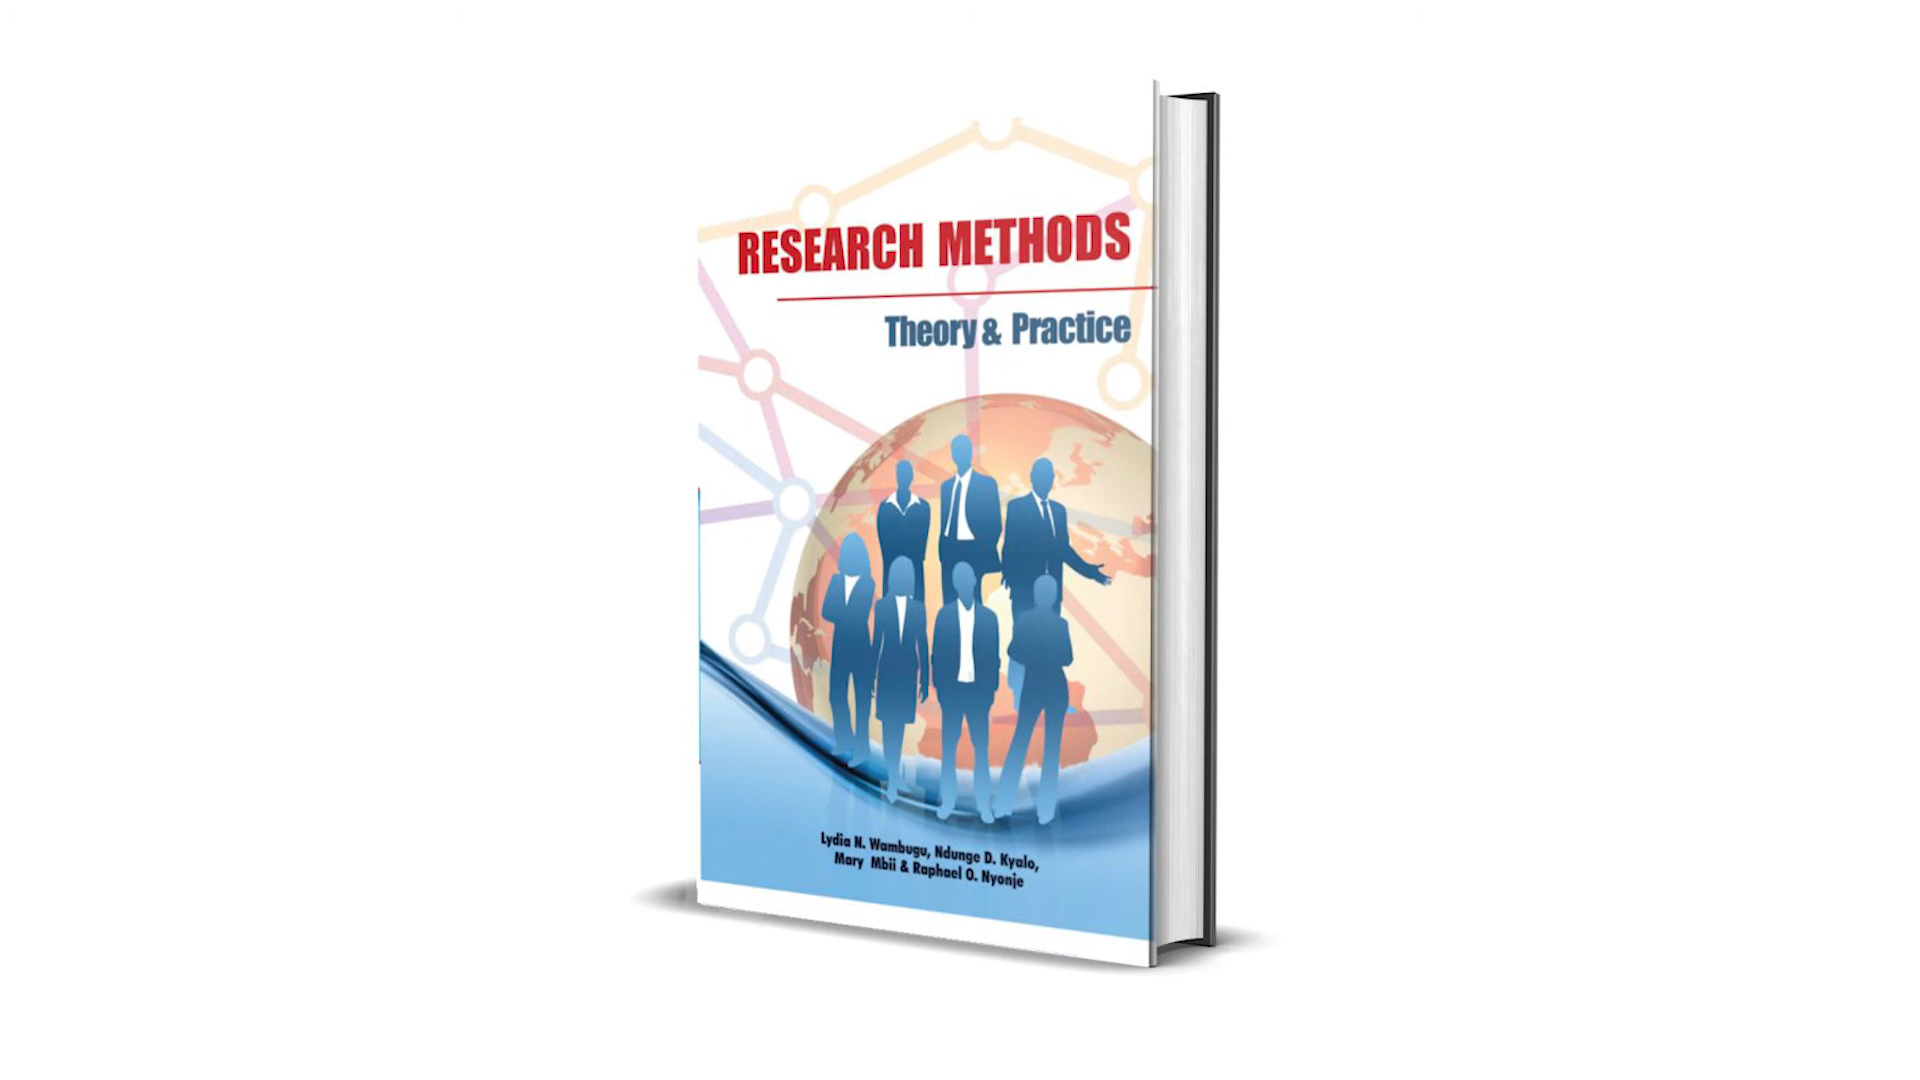 RESEARCH METHODS
Theory & Practice
Lydia N. Wambugu, Ndunge D. Kyalo,
Mary Mbii & Raphael O. Nyonje